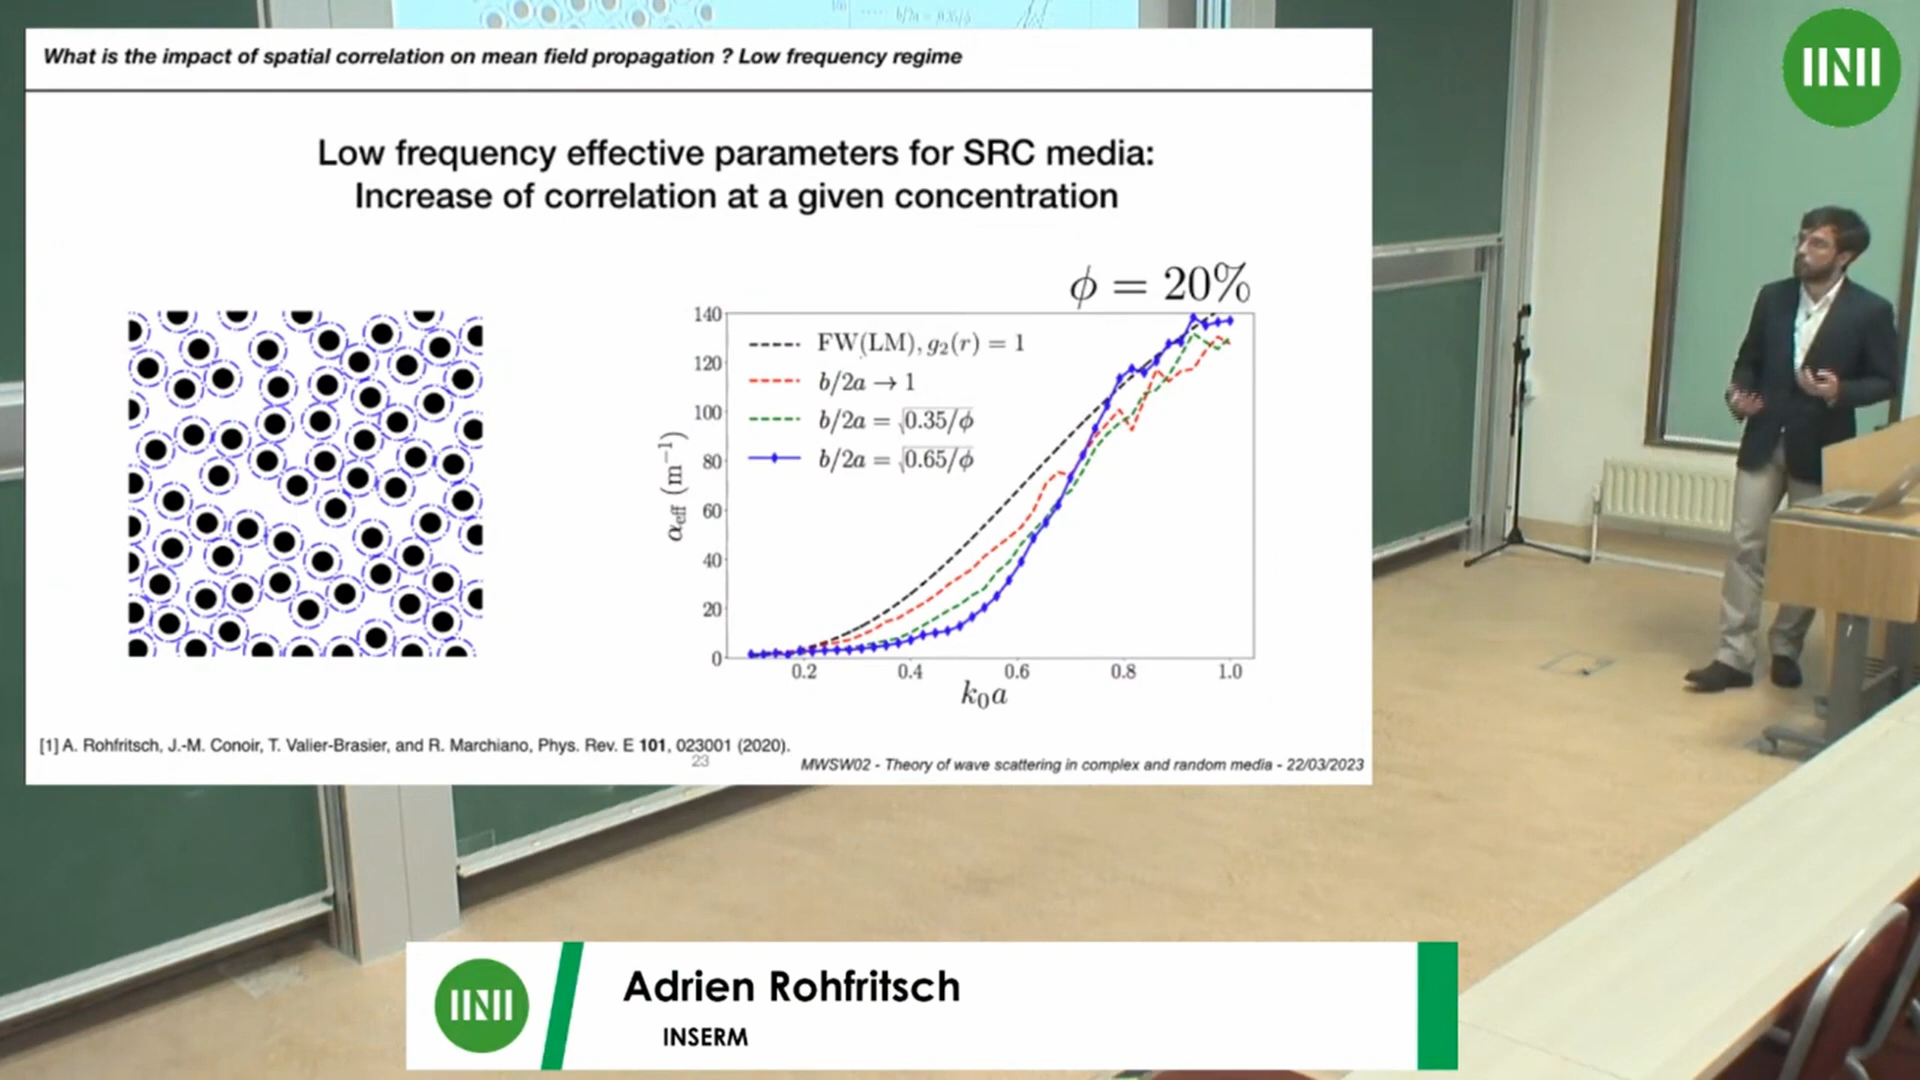 What is the impact of spatial correlation on mean field propagation ? Low frequency regime
Low frequency effective parameters for SRC media:
Increase of correlation at a given concentration
ϕ = 20%
140
120
100
80
60
40
20
0
α_eff (m⁻¹)
FW(LM), g₂(r) = 1
b/2a → 1
b/2a = √0.35/ϕ
b/2a = √0.65/ϕ
0.2 0.4 0.6 0.8 1.0
k₀a
[1] A. Rohfritsch, J.-M. Conoir, T. Valier-Brasier, and R. Marchiano, Phys. Rev. E 101, 023001 (2020).
23
MWSW02 - Theory of wave scattering in complex and random media - 22/03/2023
Adrien Rohfritsch
INSERM